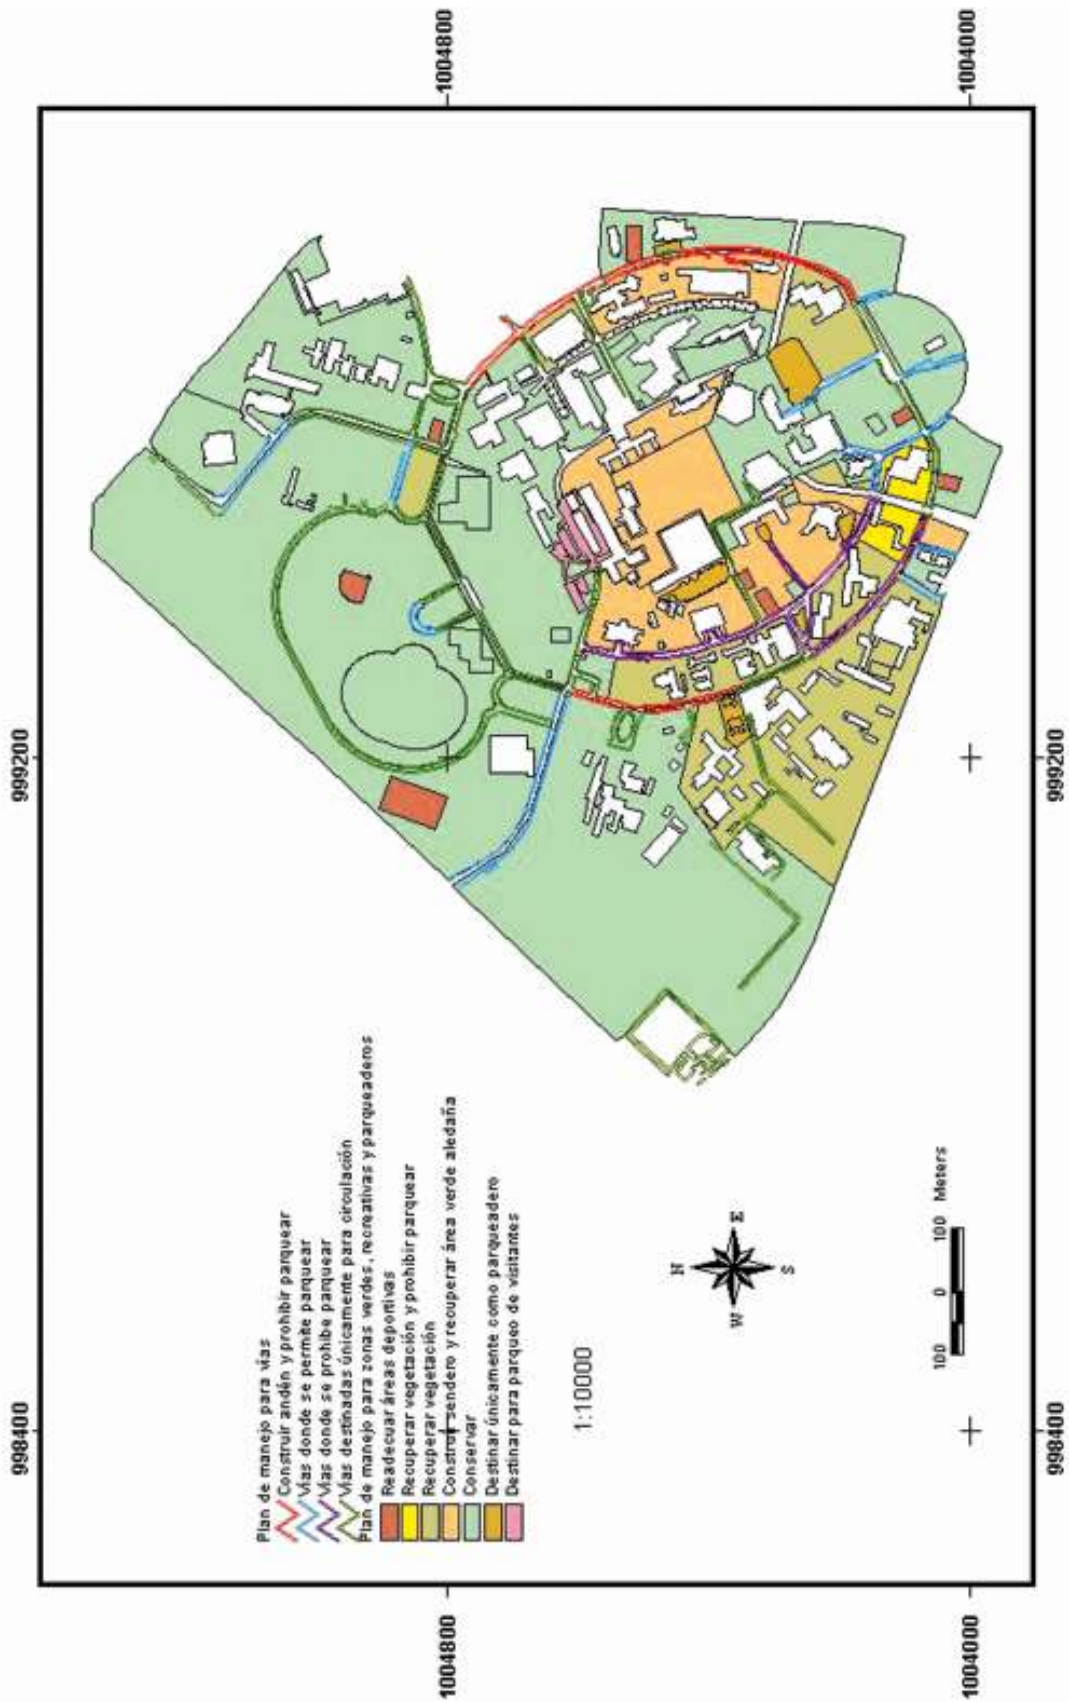 1004800
1004000
999200
999200
998400
998400
1004800
1004000
Plan de manejo para vías
Construir andén y prohibir parquear
Vías donde se permite parquear
Vías donde se prohibe parquear
Vías destinadas únicamente para circulación
Plan de manejo para zonas verdes, recreativas y parqueaderos
Readecuar áreas deportivas
Recuperar vegetación y prohibir parquear
Recuperar vegetación
Construir sendero y recuperar área verde aledaña
Conservar
Destinar únicamente como parqueadero
Destinar para parqueo de visitantes
1:10000
N
W
E
S
100 0 100 Meters